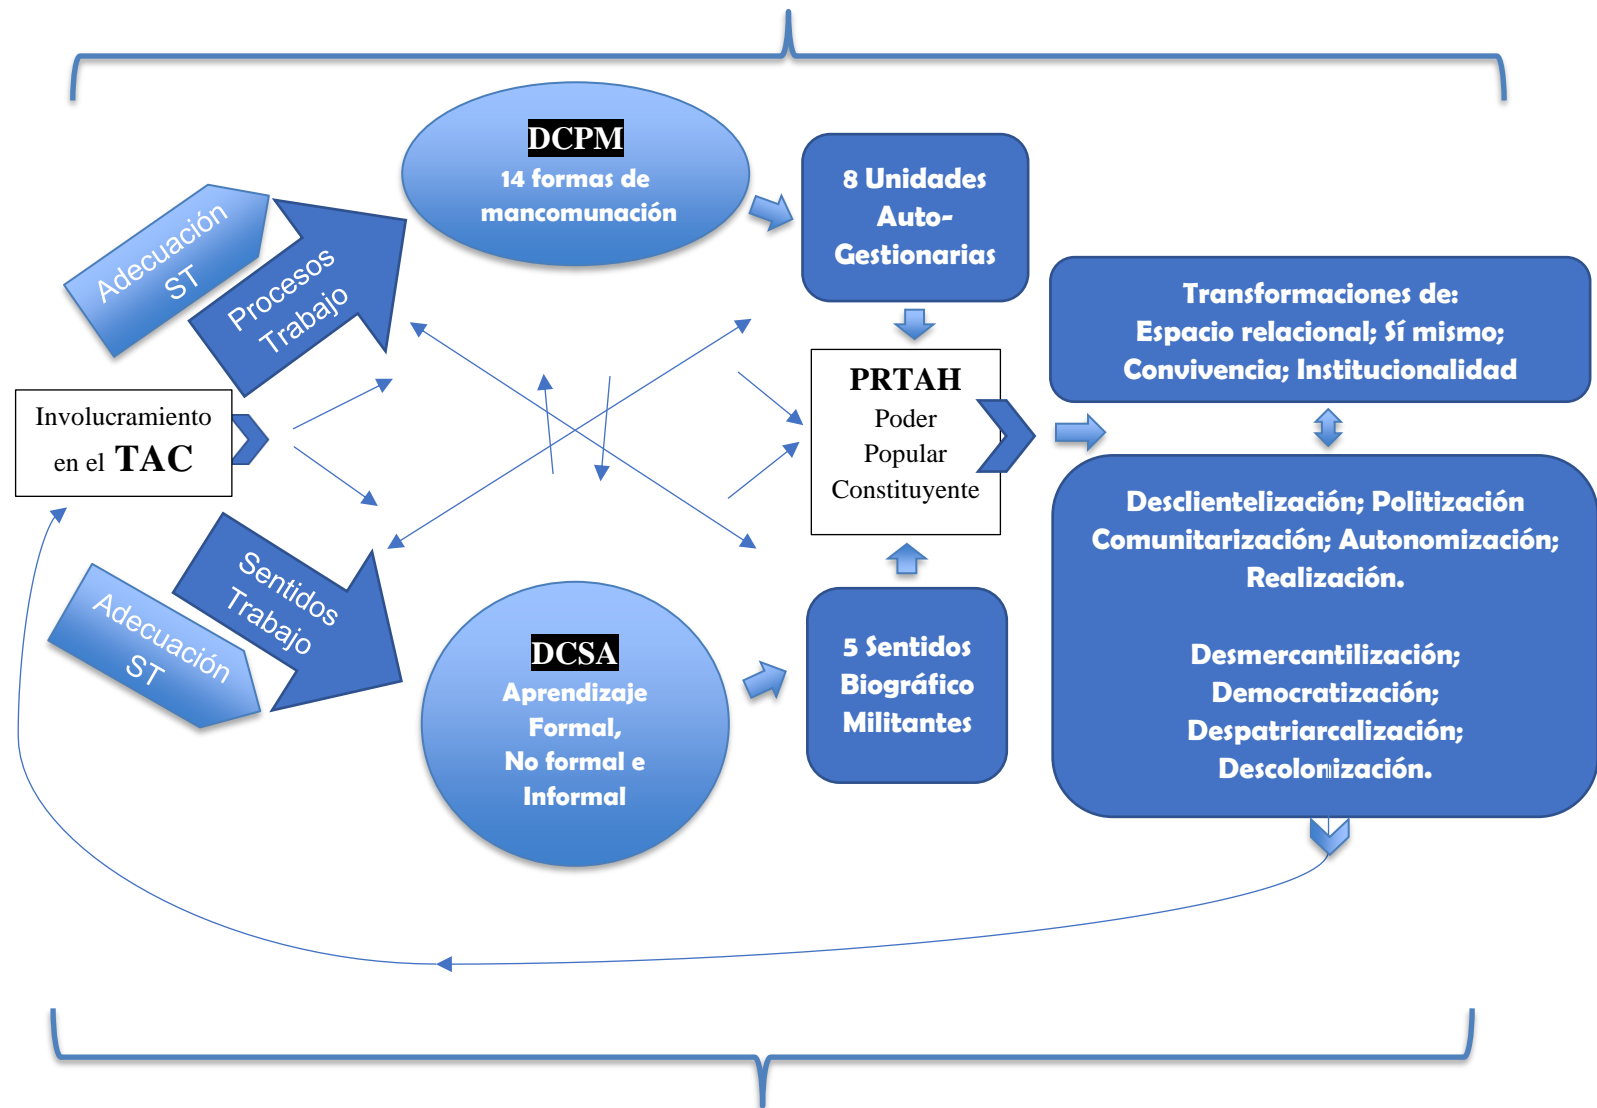 DCPM
14 formas de
mancomunación
8 Unidades
Auto-
Gestionarias
Adecuación
ST
Procesos
Trabajo
Transformaciones de:
Espacio relacional; Sí mismo;
Convivencia; Institucionalidad
Involucramiento
en el TAC
PRTAH
Poder
Popular
Constituyente
Desclientelización; Politización
Comunitarización; Autonomización;
Realización.
Desmercantilización;
Democratización;
Despatriarcalización;
Descolonización.
Sentidos
Trabajo
Adecuación
ST
DCSA
Aprendizaje
Formal,
No formal e
Informal
5 Sentidos
Biográfico
Militantes